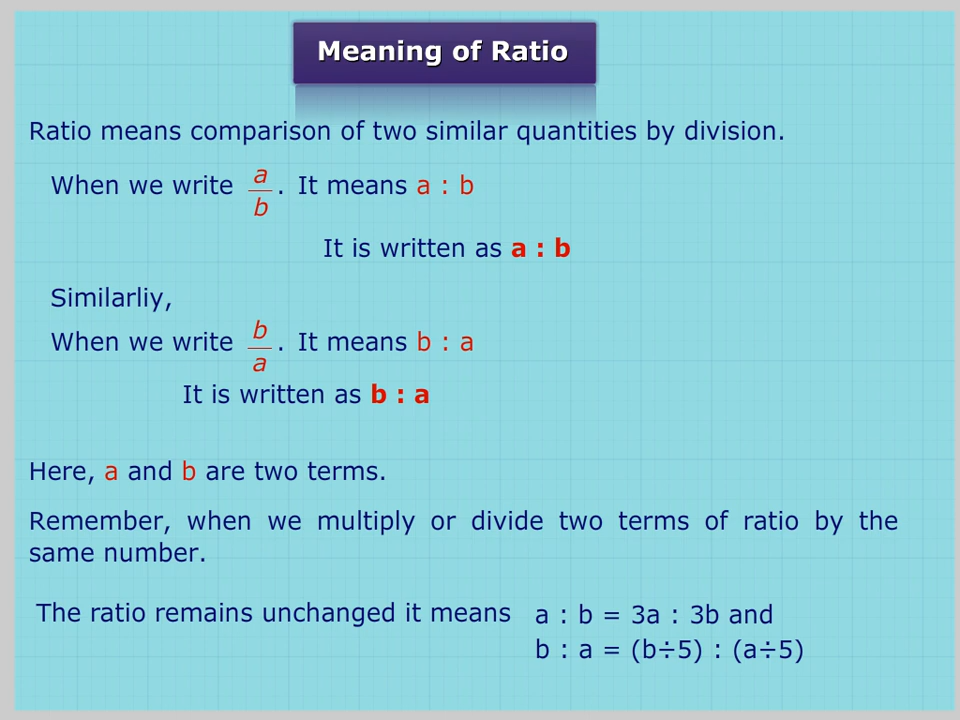 Meaning of Ratio
Ratio means comparison of two similar quantities by division.
When we write a/b. It means a : b
It is written as a : b
Similarliy,
When we write b/a. It means b : a
It is written as b : a
Here, a and b are two terms.
Remember, when we multiply or divide two terms of ratio by the
same number.
The ratio remains unchanged it means a : b = 3a : 3b and
b : a = (b÷5) : (a÷5)